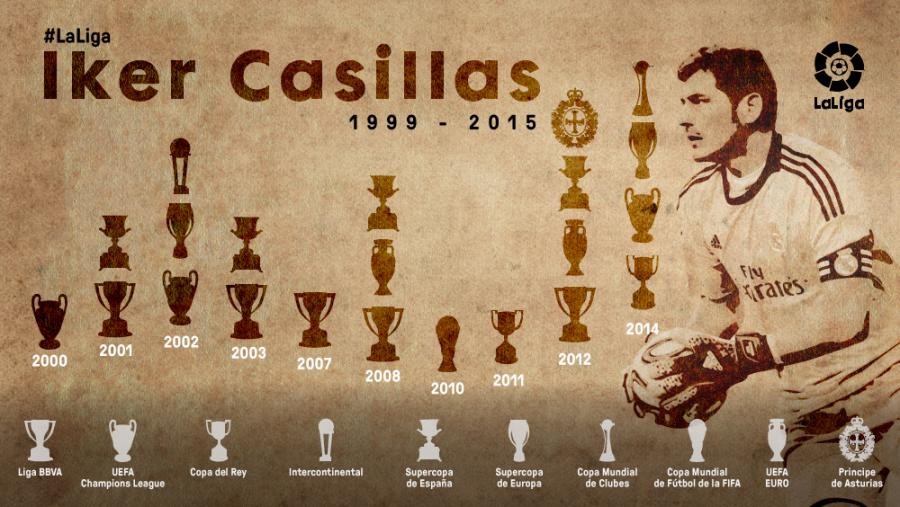 #LaLiga
Iker Casillas
1999 - 2015
LaLiga
2000
2001
2002
2003
2007
2008
2010
2011
2012
2014
Fly
Emirates
Liga BBVA
UEFA
Champions League
Copa del Rey
Intercontinental
Supercopa
de España
Supercopa
de Europa
Copa Mundial
de Clubes
Copa Mundial
de Fútbol de la FIFA
UEFA
EURO
Principe
de Asturias